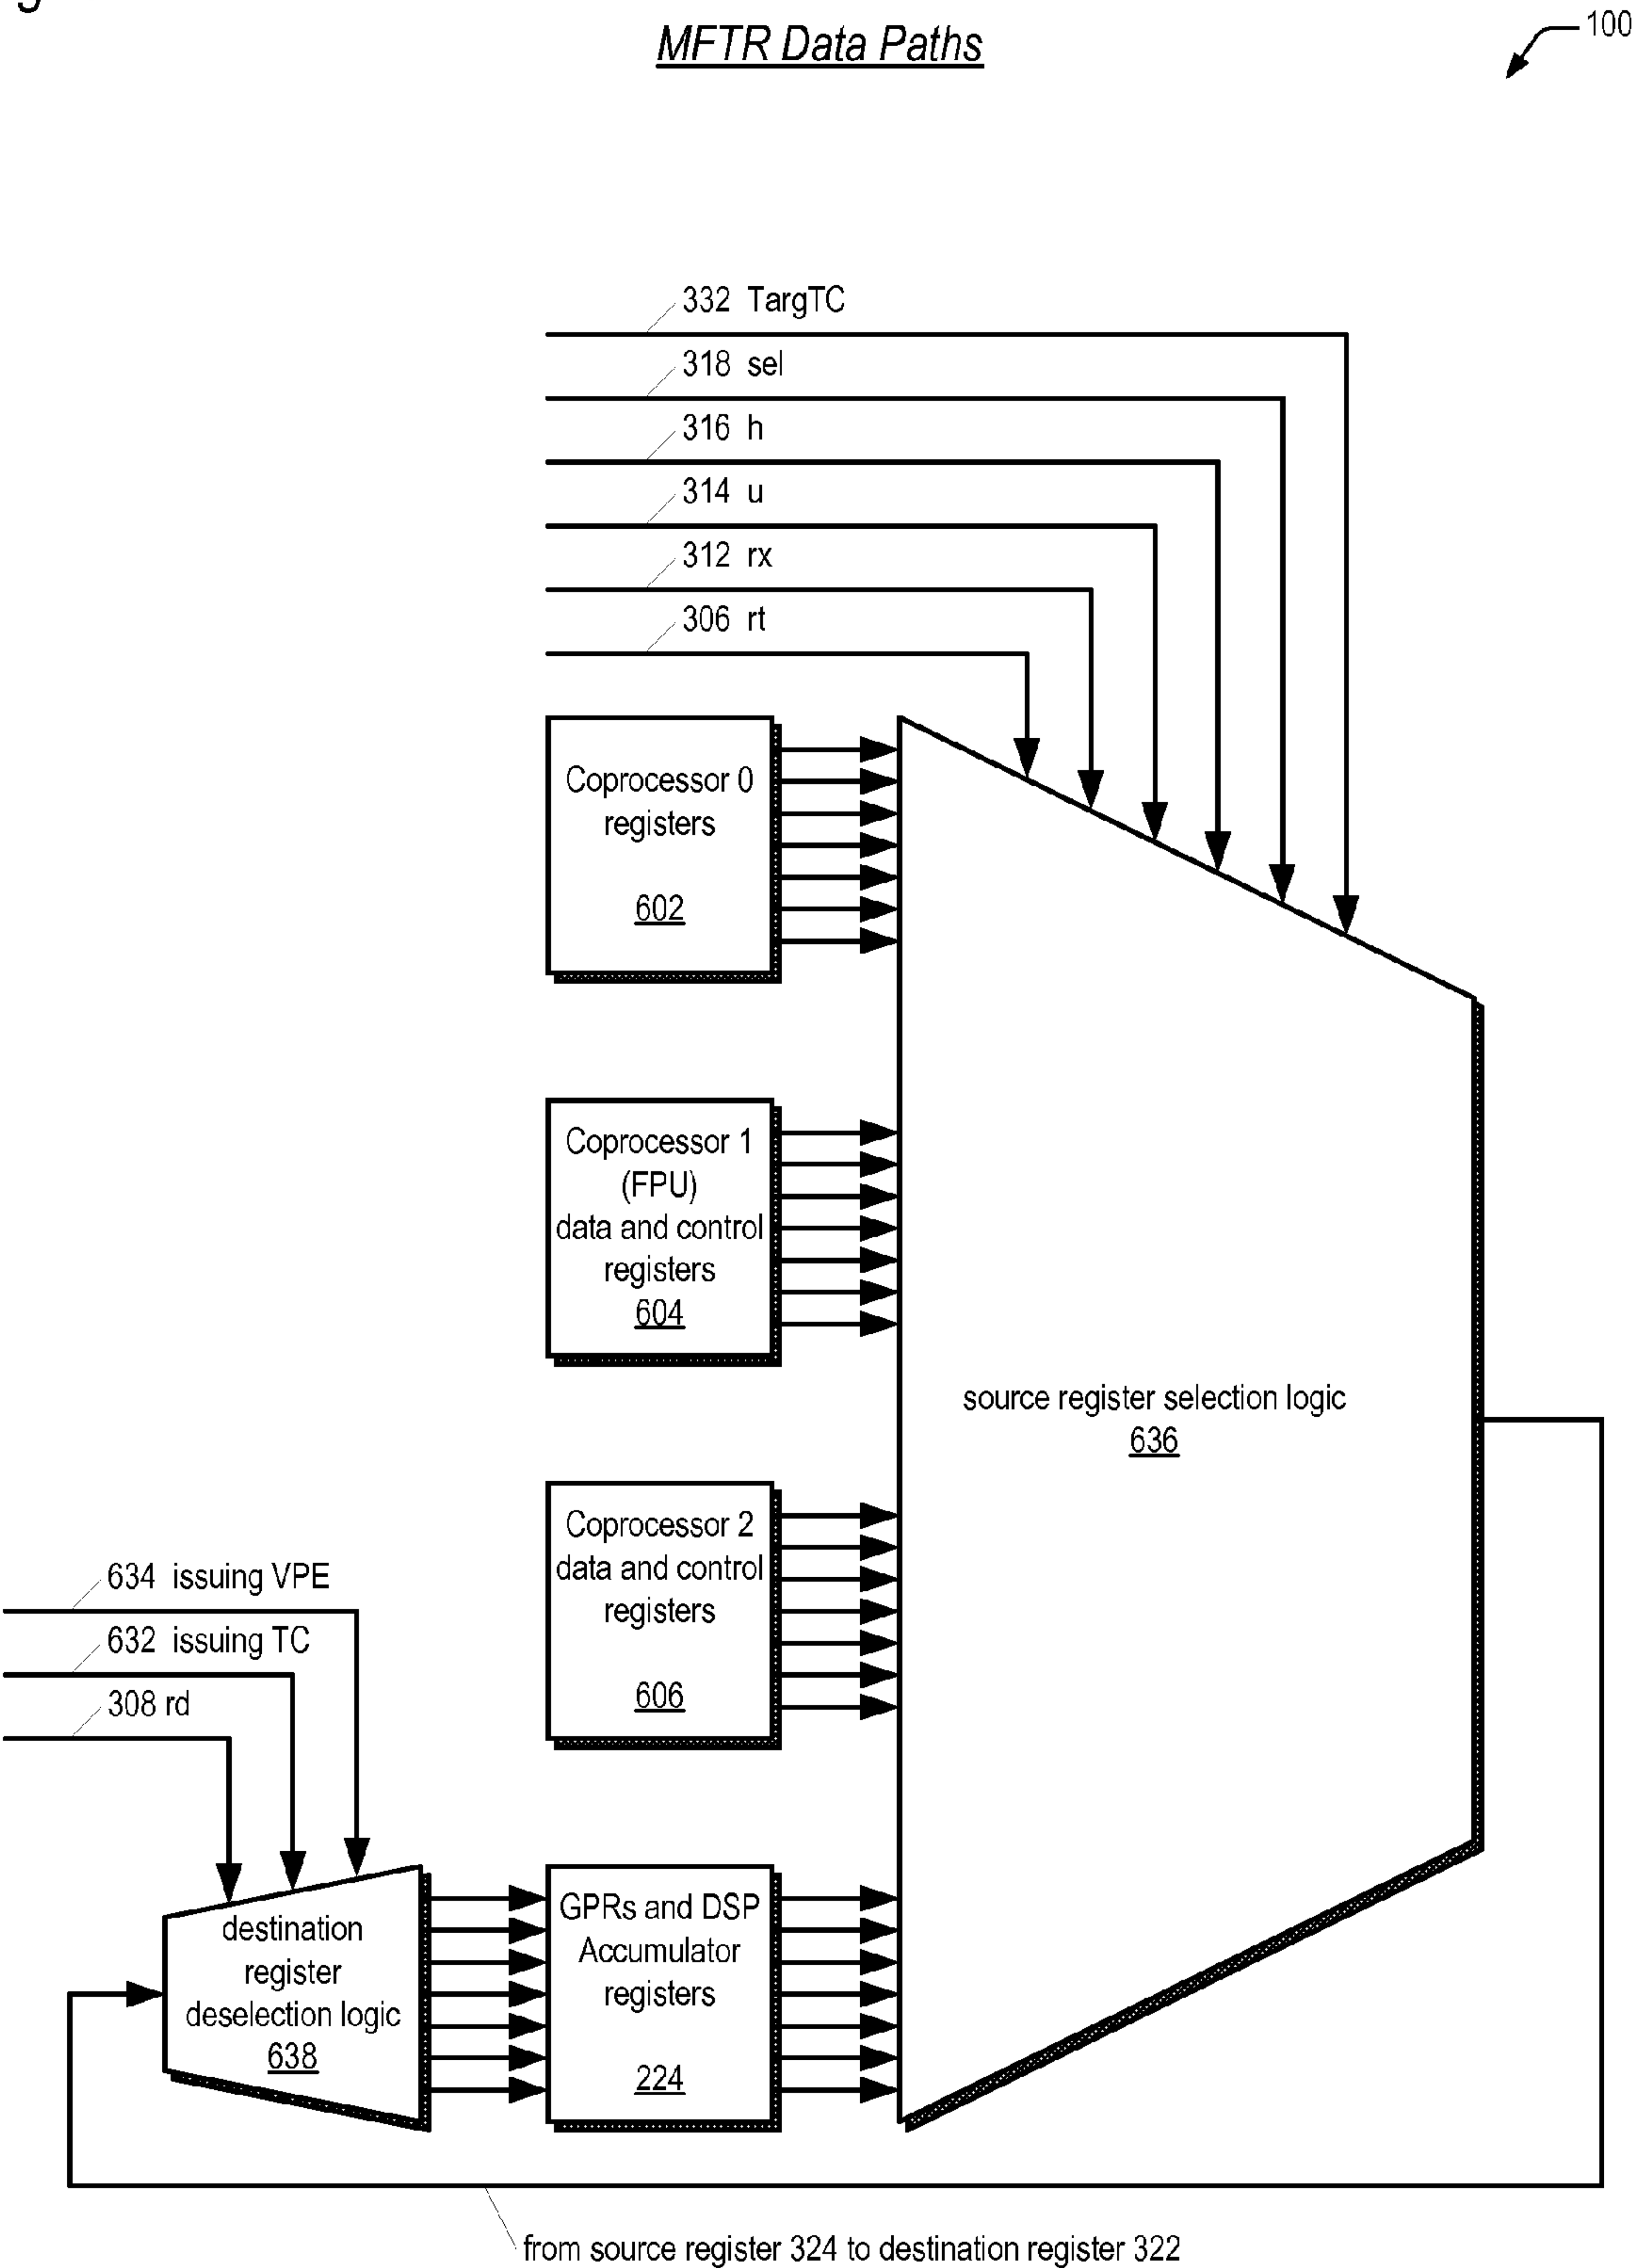 MFTR Data Paths
100
332 TargTC
318 sel
316 h
314 u
312 rx
306 rt
Coprocessor 0
registers
602
Coprocessor 1
(FPU)
data and control
registers
604
source register selection logic
636
Coprocessor 2
data and control
registers
606
634 issuing VPE
632 issuing TC
308 rd
destination
register
deselection logic
638
GPRs and DSP
Accumulator
registers
224
from source register 324 to destination register 322